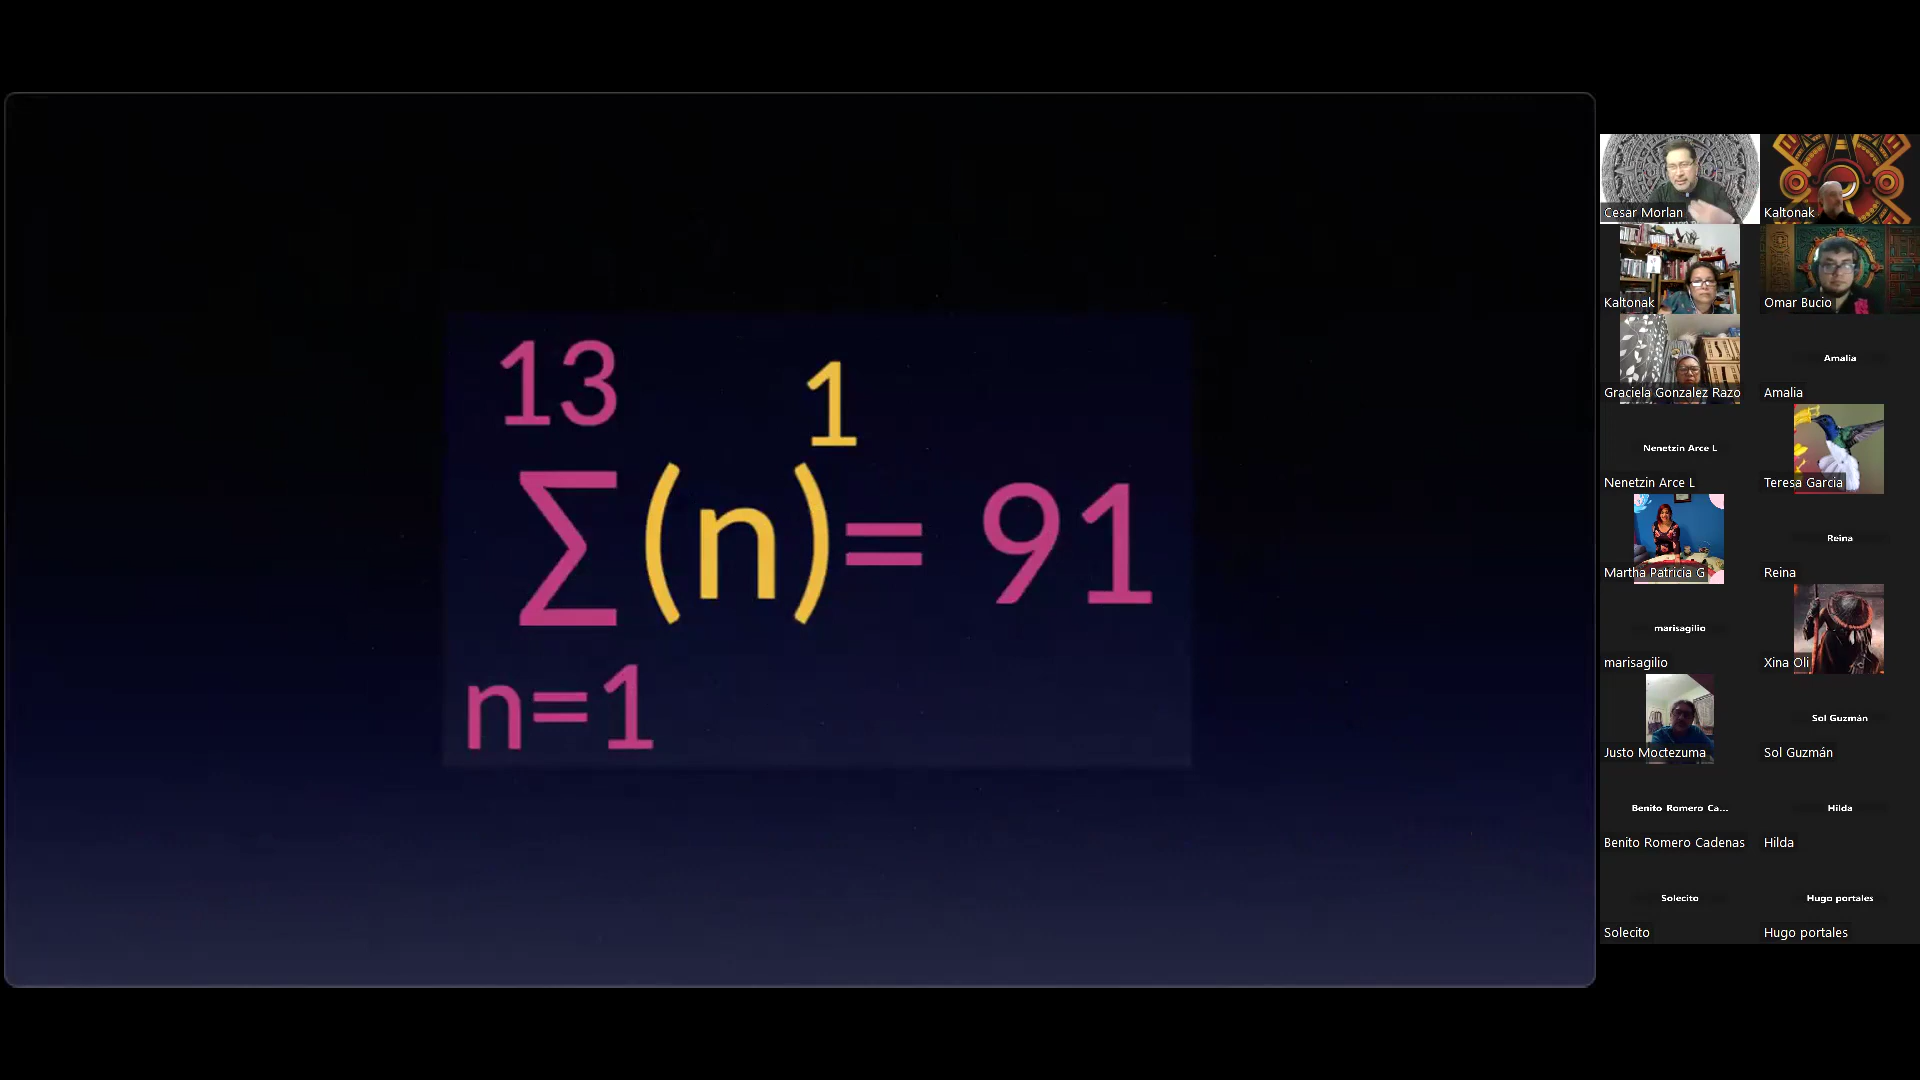 13
1
∑(n)= 91
n=1
Cesar Morlan
Kaltonak
Kaltonak
Omar Bucio
Graciela Gonzalez Razo
Amalia
Amalia
Nenetzin Arce L
Nenetzin Arce L
Teresa Garcia
Martha Patricia G
Reina
Reina
marisagilio
marisagilio
Xina Oli
Justo Moctezuma
Sol Guzmán
Sol Guzmán
Benito Romero Ca...
Benito Romero Cadenas
Hilda
Hilda
Solecito
Solecito
Hugo portales
Hugo portales